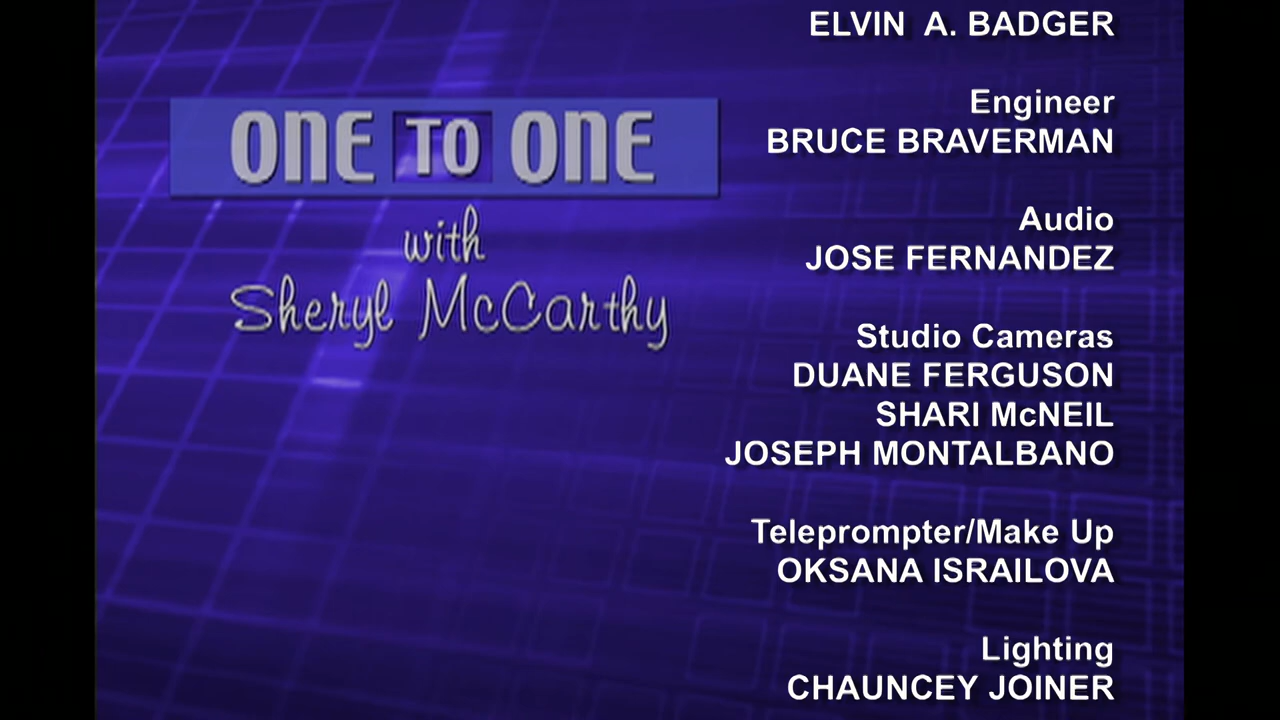 ONE TO ONE
with
Sheryl McCarthy
ELVIN A. BADGER
Engineer
BRUCE BRAVERMAN
Audio
JOSE FERNANDEZ
Studio Cameras
DUANE FERGUSON
SHARI McNEIL
JOSEPH MONTALBANO
Teleprompter/Make Up
OKSANA ISRAILOVA
Lighting
CHAUNCEY JOINER